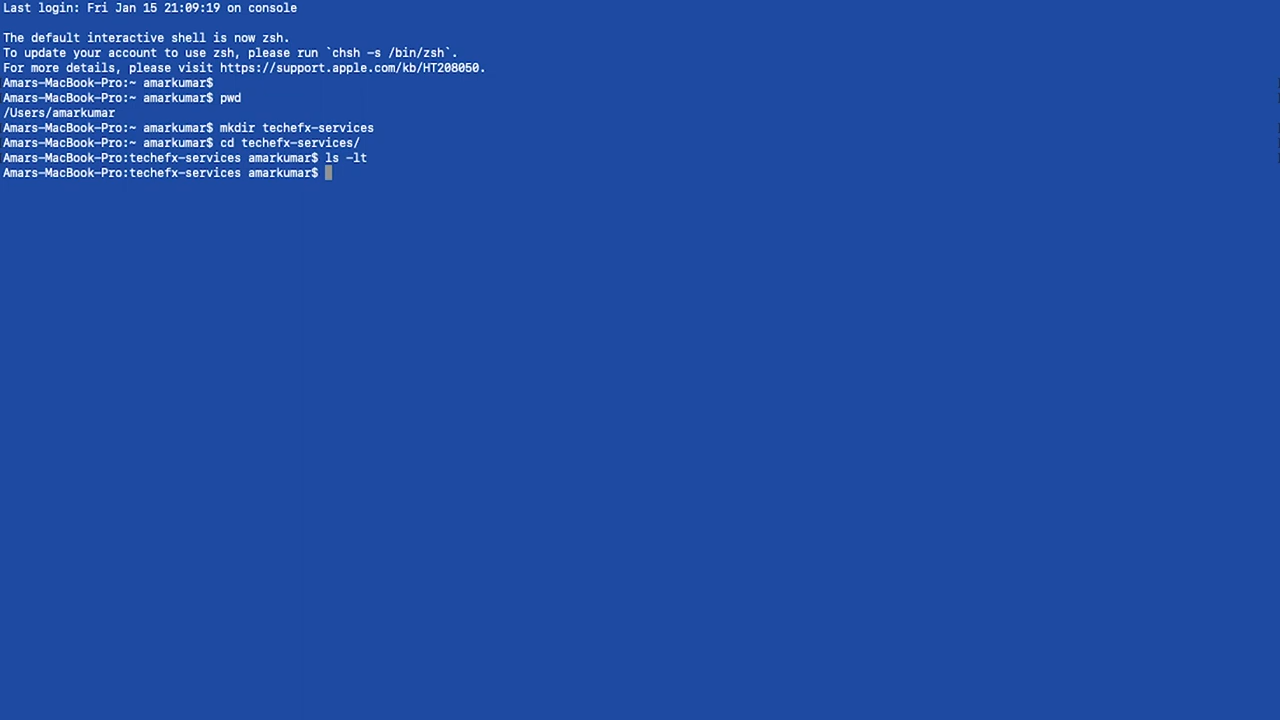 Last login: Fri Jan 15 21:09:19 on console
The default interactive shell is now zsh.
To update your account to use zsh, please run `chsh -s /bin/zsh`.
For more details, please visit https://support.apple.com/kb/HT208050.
Amars-MacBook-Pro:~ amarkumar$
Amars-MacBook-Pro:~ amarkumar$ pwd
/Users/amarkumar
Amars-MacBook-Pro:~ amarkumar$ mkdir techefx-services
Amars-MacBook-Pro:~ amarkumar$ cd techefx-services/
Amars-MacBook-Pro:techefx-services amarkumar$ ls -lt
Amars-MacBook-Pro:techefx-services amarkumar$